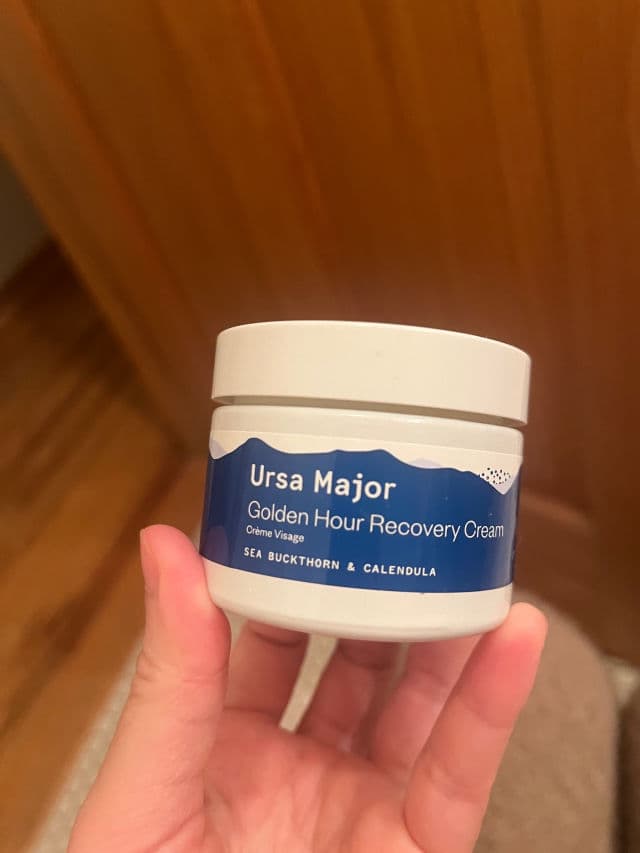 Ursa Major
Golden Hour Recovery Cream
Crème Visage
SEA BUCKTHORN & CALENDULA